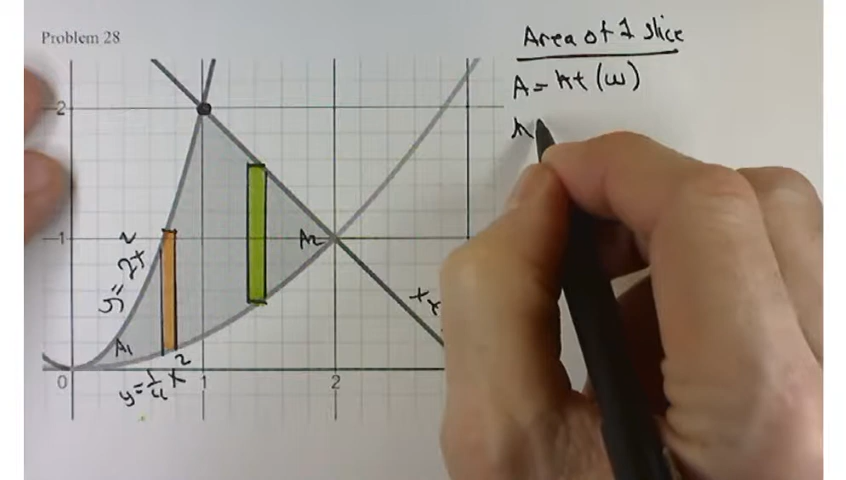 Problem 28
Area of 1 slice
A = ht (w)
h
2
1
A2
y = 2x²
A1
x
0
1
2
y = 1/4 x²